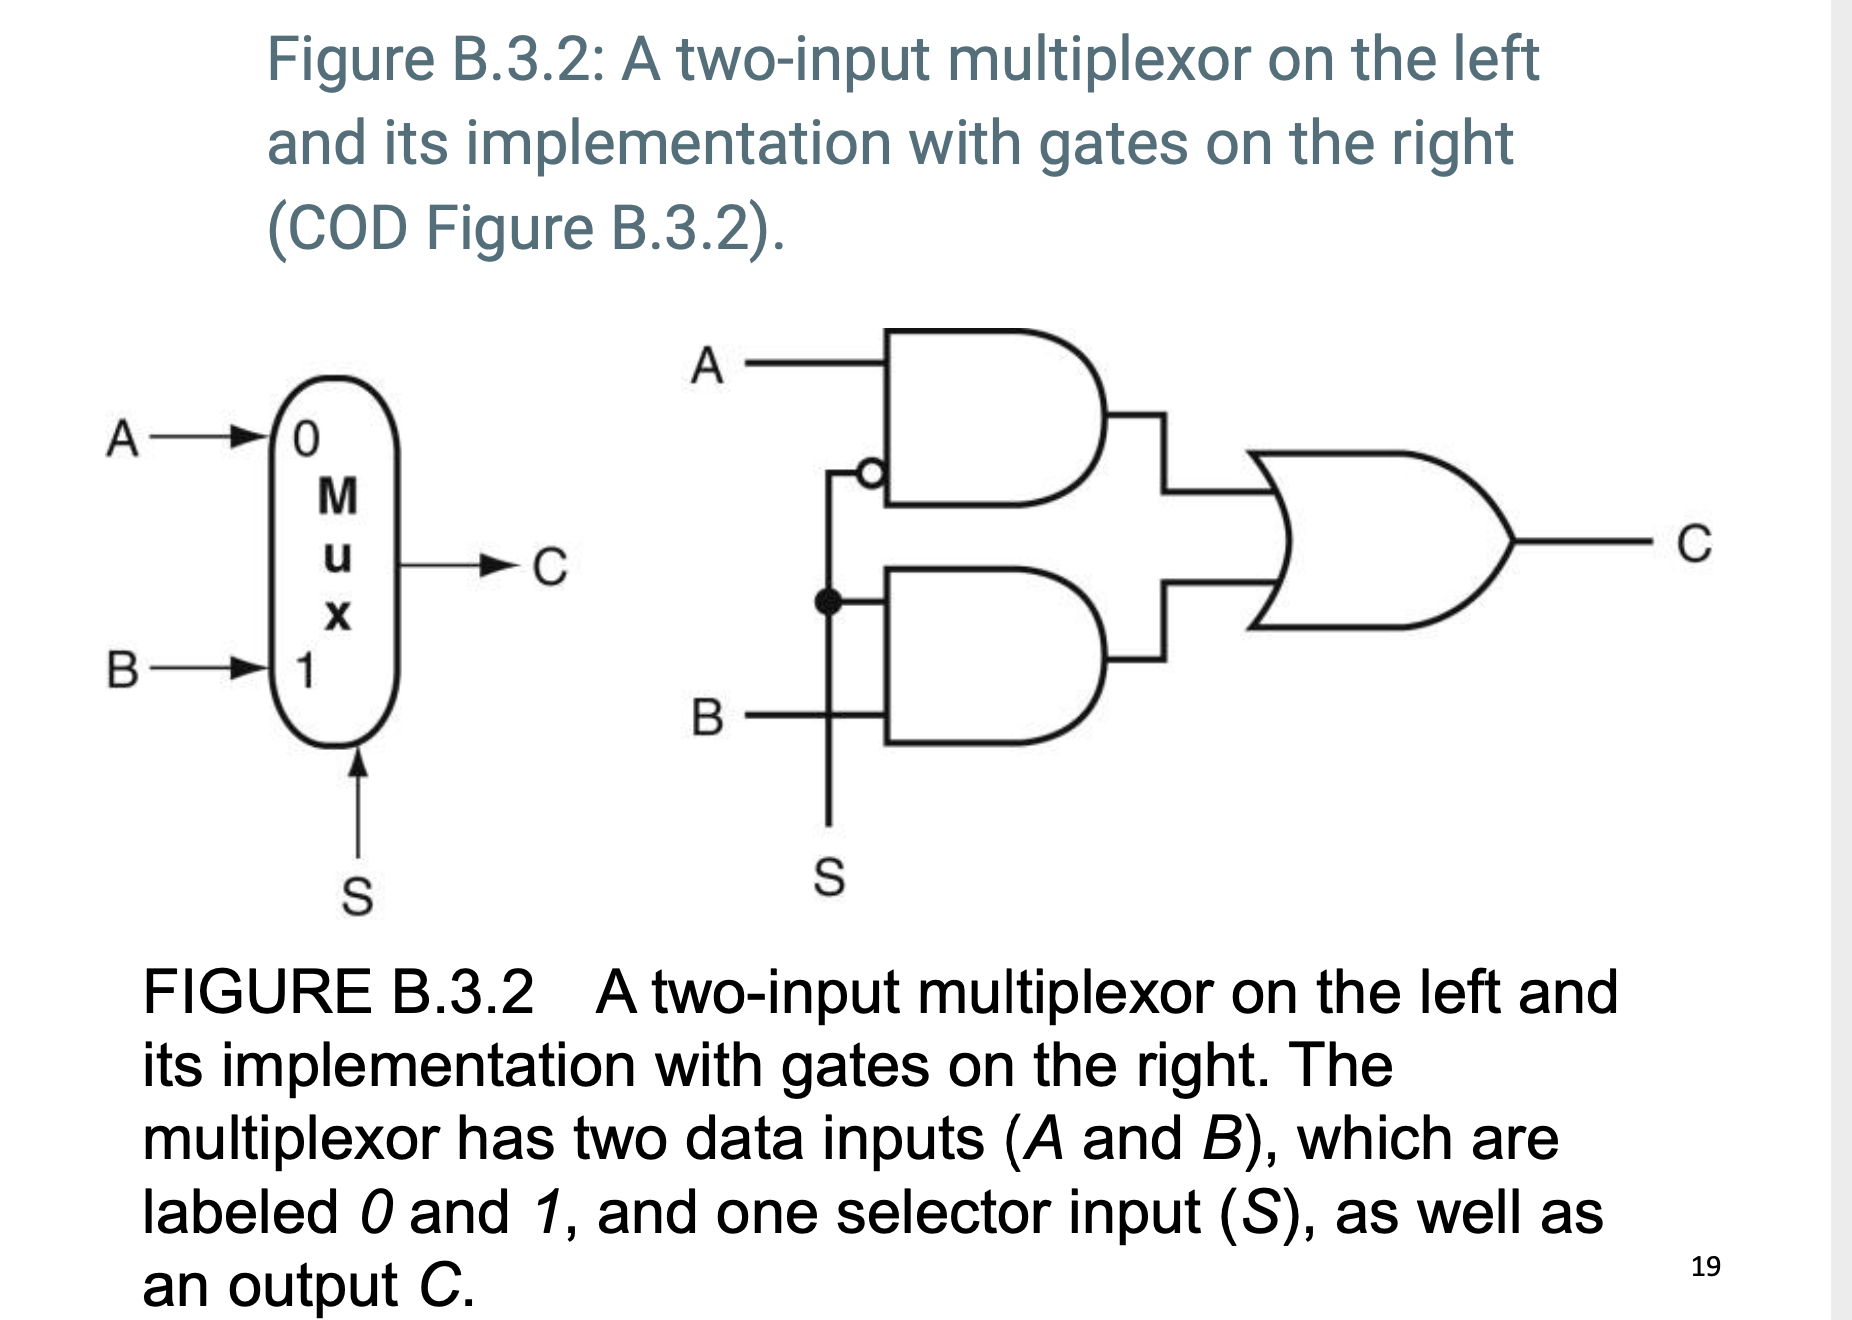 Figure B.3.2: A two-input multiplexor on the left
and its implementation with gates on the right
(COD Figure B.3.2).
A
0
M
u
x
1
B
C
S
A
B
S
C
FIGURE B.3.2 A two-input multiplexor on the left and
its implementation with gates on the right. The
multiplexor has two data inputs (A and B), which are
labeled 0 and 1, and one selector input (S), as well as
an output C.
19